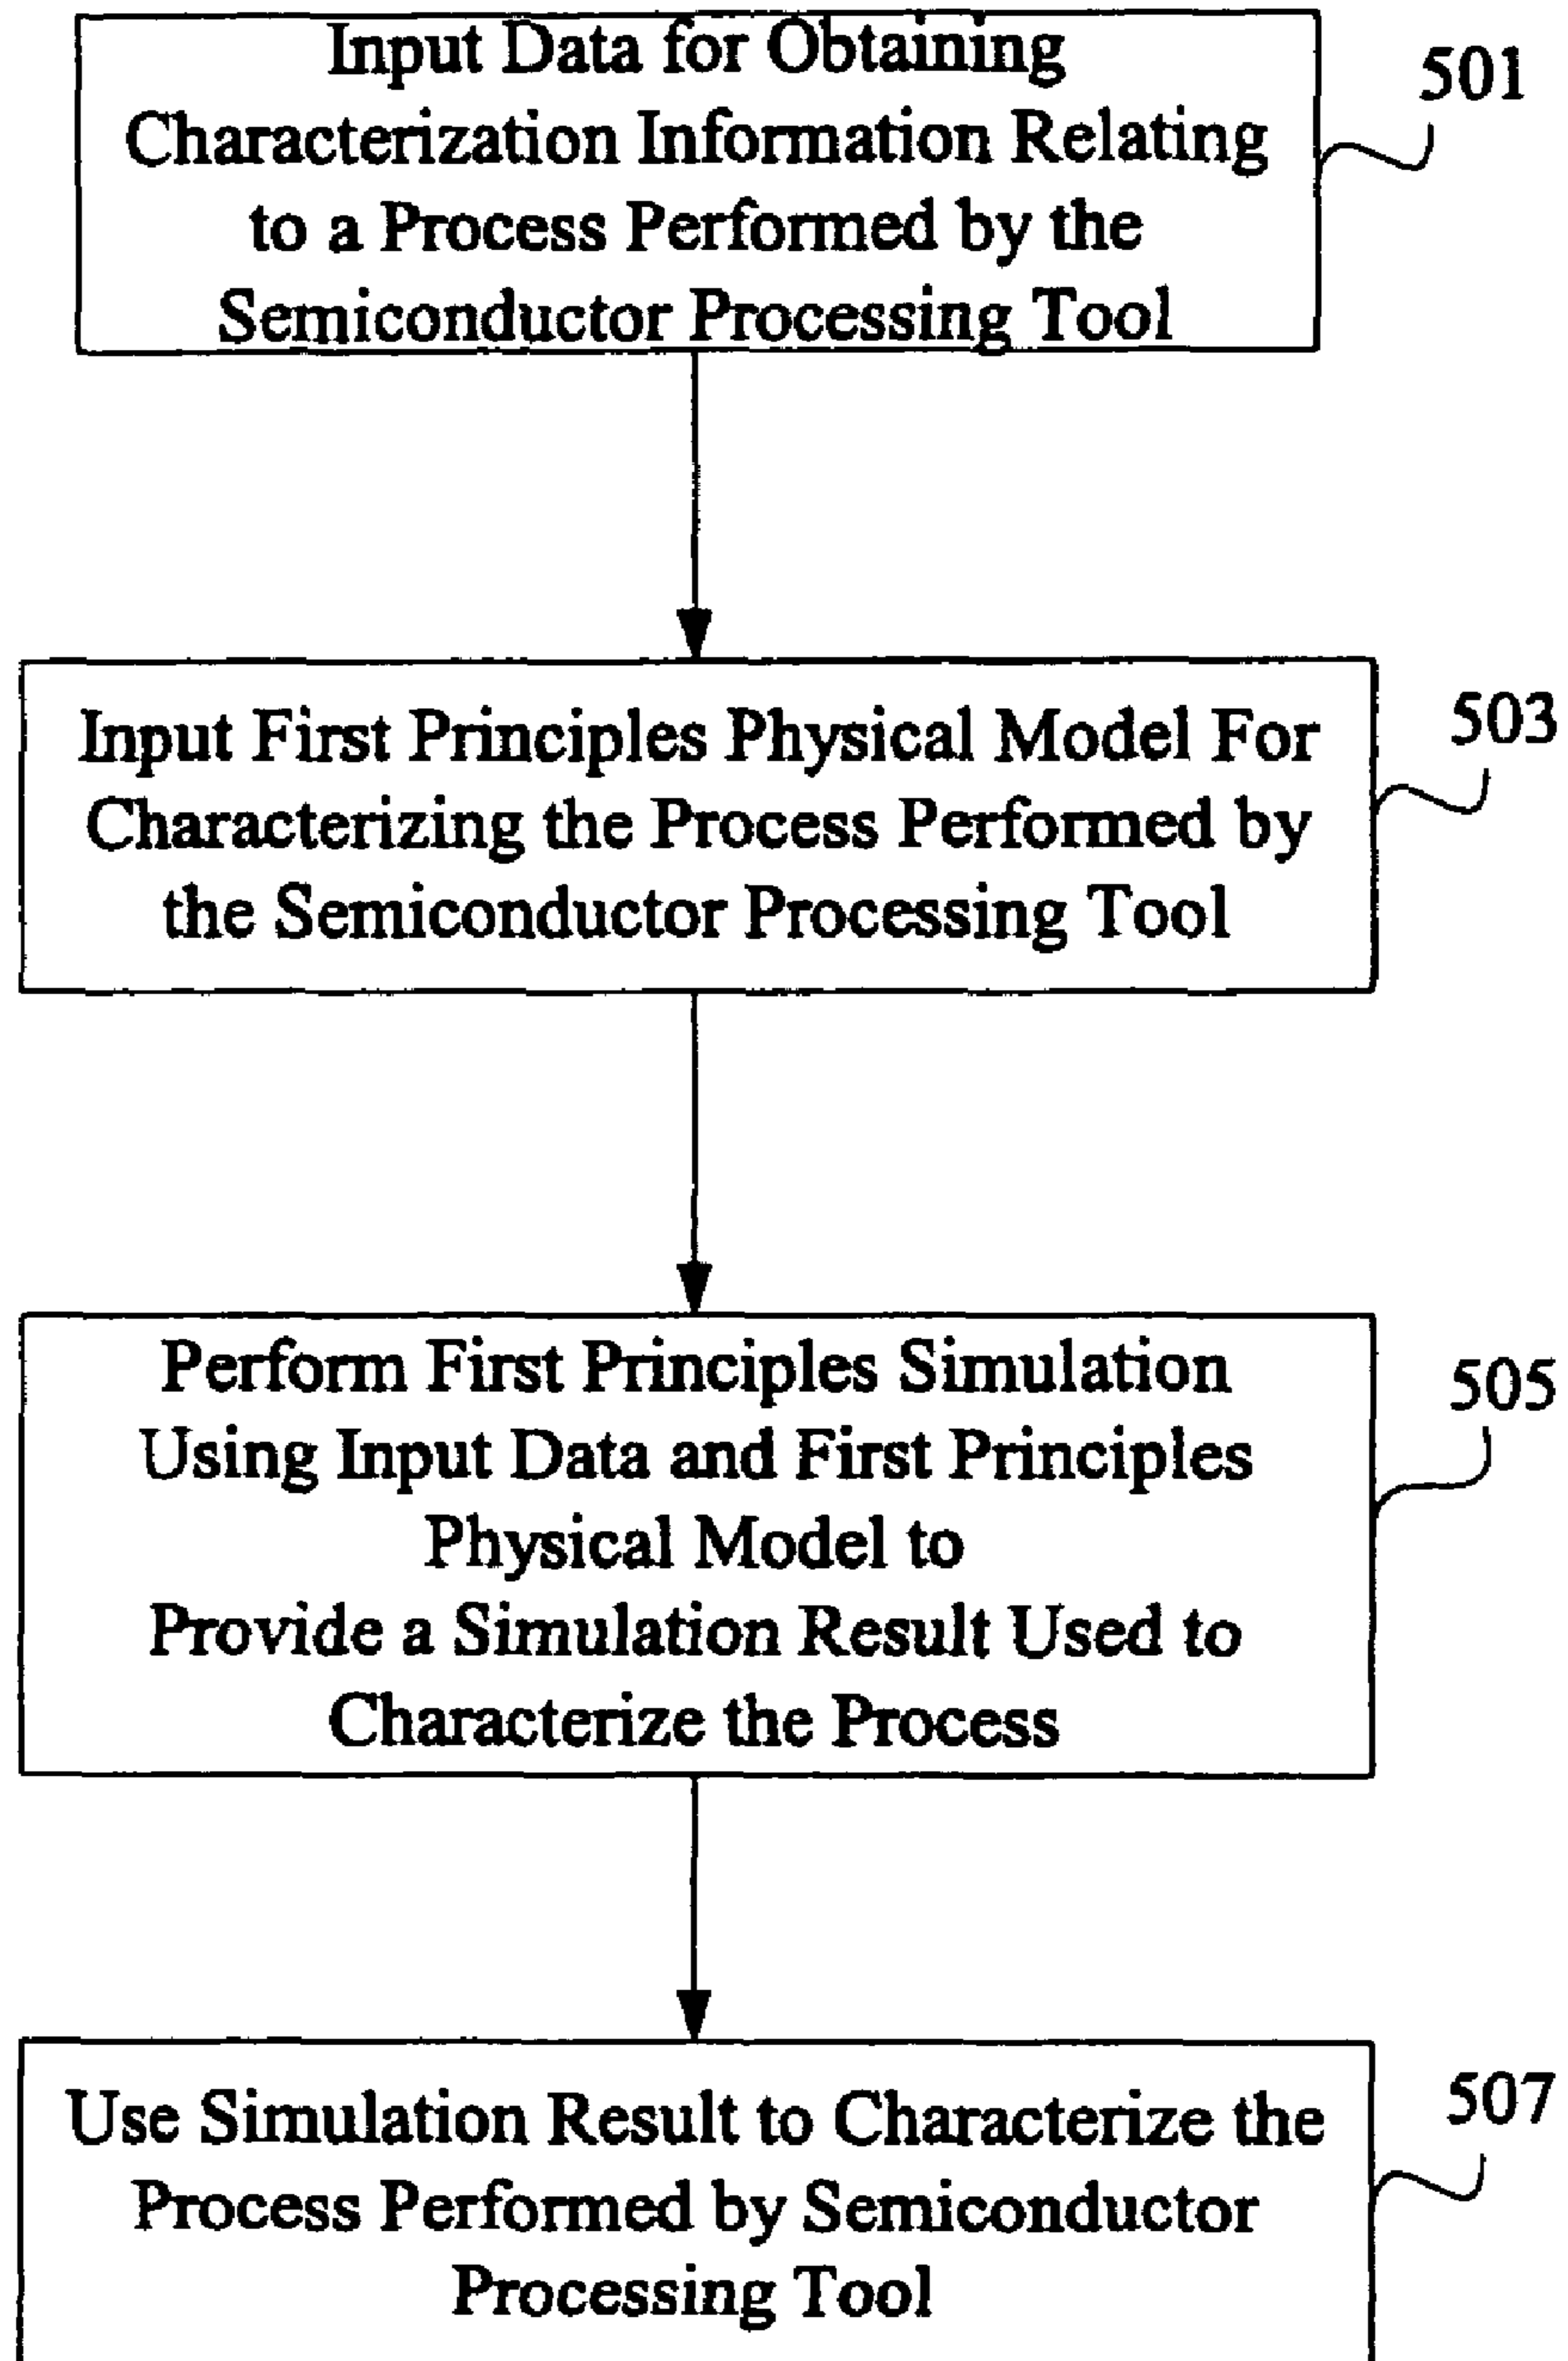 Input Data for Obtaining
Characterization Information Relating
to a Process Performed by the
Semiconductor Processing Tool
501
Input First Principles Physical Model For
Characterizing the Process Performed by
the Semiconductor Processing Tool
503
Perform First Principles Simulation
Using Input Data and First Principles
Physical Model to
Provide a Simulation Result Used to
Characterize the Process
505
Use Simulation Result to Characterize the
Process Performed by Semiconductor
Processing Tool
507